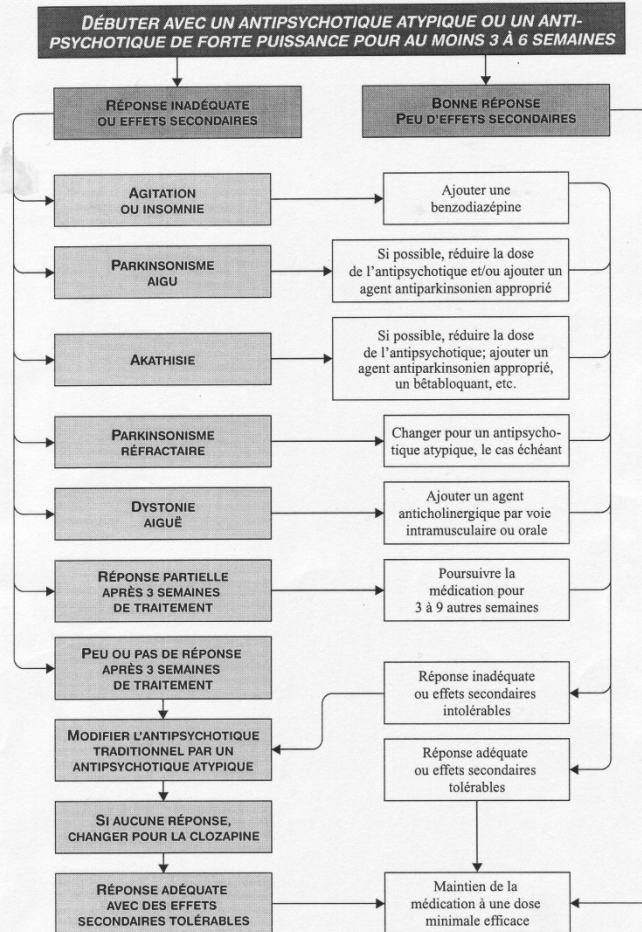 DÉBUTER AVEC UN ANTIPSYCHOTIQUE ATYPIQUE OU UN ANTI-
PSYCHOTIQUE DE FORTE PUISSANCE POUR AU MOINS 3 À 6 SEMAINES
RÉPONSE INADÉQUATE
OU EFFETS SECONDAIRES
BONNE RÉPONSE
PEU D'EFFETS SECONDAIRES
AGITATION
OU INSOMNIE
Ajouter une
benzodiazépine
PARKINSONISME
AIGU
Si possible, réduire la dose
de l'antipsychotique et/ou ajouter un
agent antiparkinsonien approprié
AKATHISIE
Si possible, réduire la dose
de l'antipsychotique; ajouter un
agent antiparkinsonien approprié,
un bêtabloquant, etc.
PARKINSONISME
RÉFRACTAIRE
Changer pour un antipsycho-
tique atypique, le cas échéant
DYSTONIE
AIGUË
Ajouter un agent
anticholinergique par voie
intramusculaire ou orale
RÉPONSE PARTIELLE
APRÈS 3 SEMAINES
DE TRAITEMENT
Poursuivre la
médication pour
3 à 9 autres semaines
PEU OU PAS DE RÉPONSE
APRÈS 3 SEMAINES
DE TRAITEMENT
Réponse inadéquate
ou effets secondaires
intolérables
MODIFIER L'ANTIPSYCHOTIQUE
TRADITIONNEL PAR UN
ANTIPSYCHOTIQUE ATYPIQUE
Réponse adéquate
ou effets secondaires
tolérables
SI AUCUNE RÉPONSE,
CHANGER POUR LA CLOZAPINE
RÉPONSE ADÉQUATE
AVEC DES EFFETS
SECONDAIRES TOLÉRABLES
Maintien de la
médication à une dose
minimale efficace